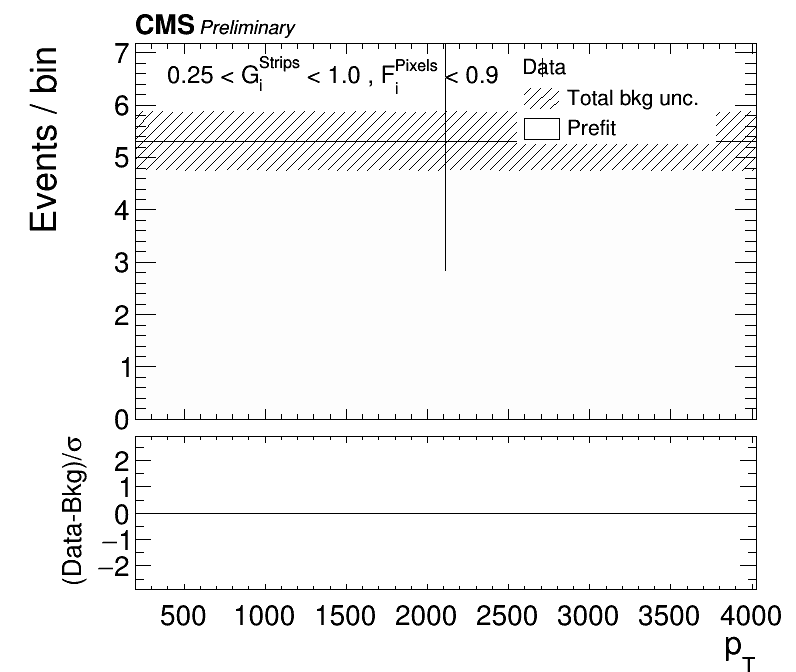 CMS Preliminary
Events / bin
7
6
5
4
3
2
1
0
0.25 < G_i^Strips < 1.0 , F_i^Pixels < 0.9
Data
Total bkg unc.
Prefit
(Data-Bkg)/σ
2
1
0
−1
−2
500 1000 1500 2000 2500 3000 3500 4000
p_T